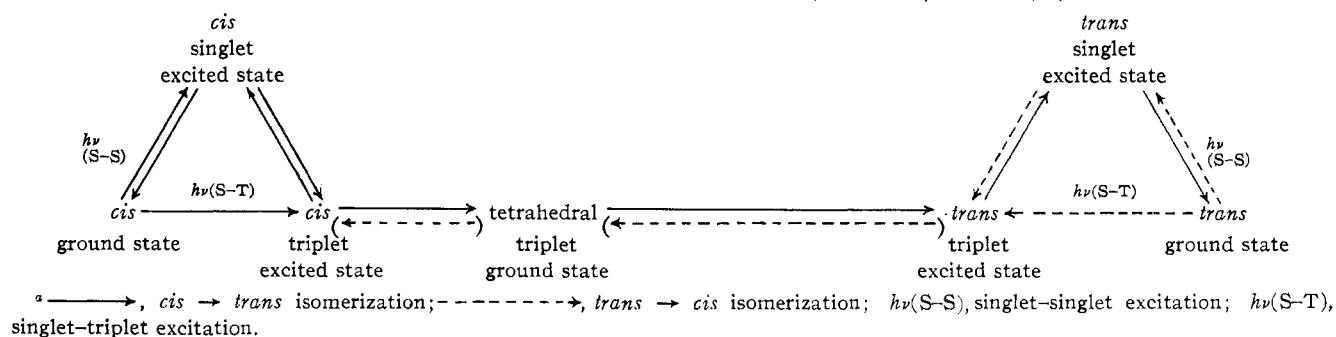 cis
singlet
excited state
trans
singlet
excited state
hν
(S–S)
hν
(S–S)
hν(S–T)
hν(S–T)
cis
cis
tetrahedral
trans
trans
ground state
triplet
excited state
triplet
ground state
triplet
excited state
ground state
a , cis → trans isomerization; , trans → cis isomerization; hν(S–S), singlet–singlet excitation; hν(S–T),
singlet–triplet excitation.